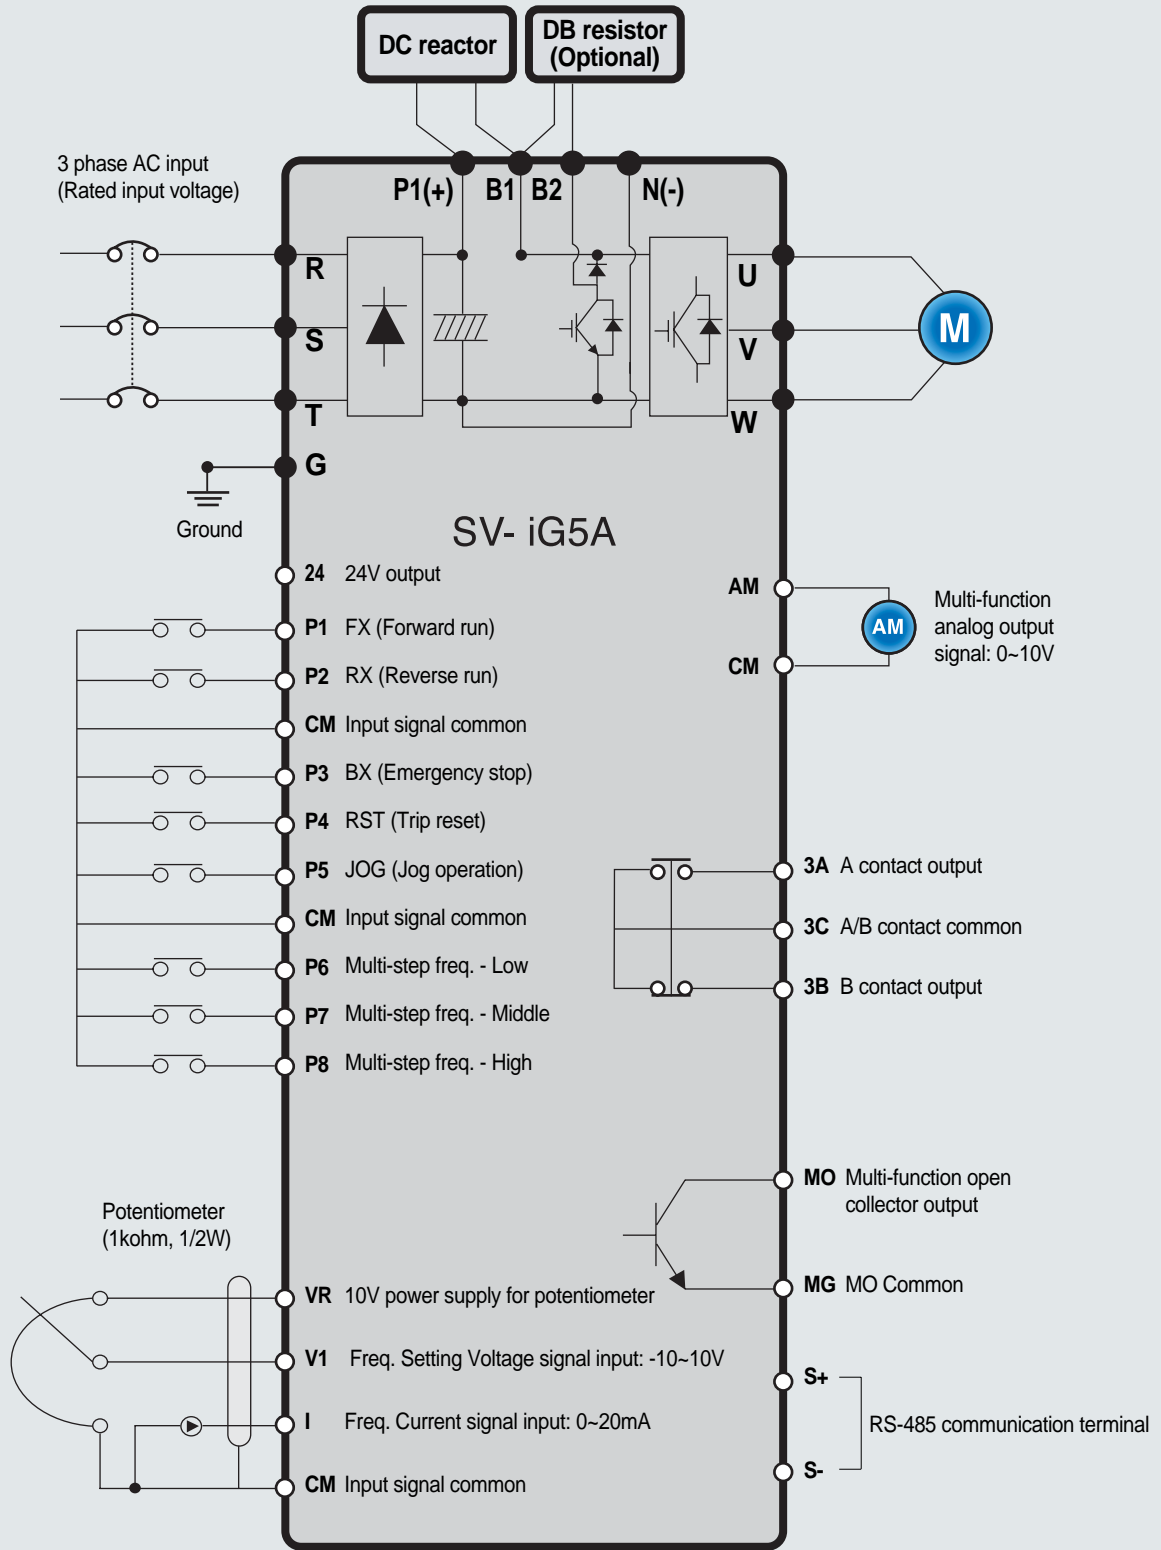 DC reactor
DB resistor
(Optional)
3 phase AC input
(Rated input voltage)
P1(+) B1 B2 N(-)
R
U
S
V
M
T
W
G
Ground
SV- iG5A
24 24V output
P1 FX (Forward run)
P2 RX (Reverse run)
CM Input signal common
P3 BX (Emergency stop)
P4 RST (Trip reset)
P5 JOG (Jog operation)
CM Input signal common
P6 Multi-step freq. - Low
P7 Multi-step freq. - Middle
P8 Multi-step freq. - High
AM
AM
CM
Multi-function
analog output
signal: 0~10V
3A A contact output
3C A/B contact common
3B B contact output
MO Multi-function open
collector output
MG MO Common
Potentiometer
(1kohm, 1/2W)
VR 10V power supply for potentiometer
V1 Freq. Setting Voltage signal input: -10~10V
I Freq. Current signal input: 0~20mA
CM Input signal common
S+
RS-485 communication terminal
S-